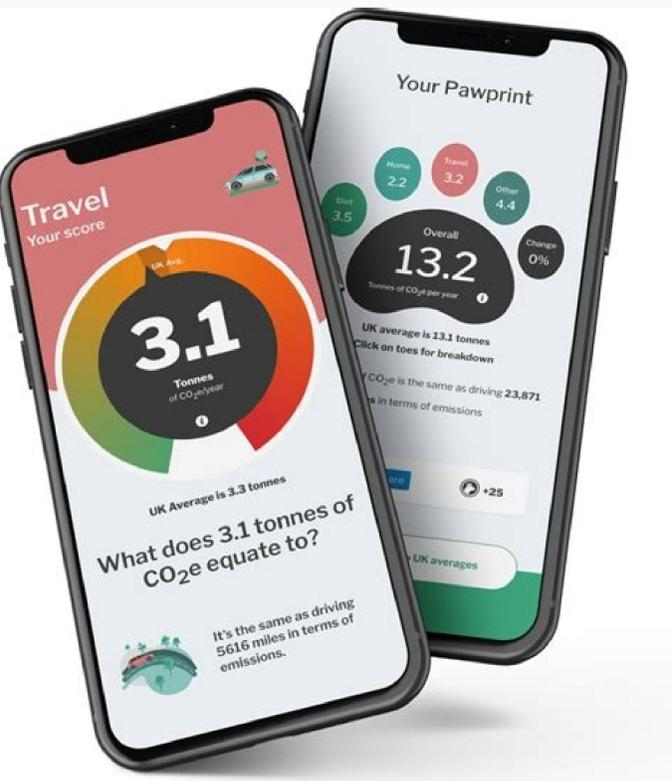 Travel
Your score
UK Avg.
3.1
Tonnes
of CO₂e/year
UK Average is 3.3 tonnes
What does 3.1 tonnes of
CO₂e equate to?
It's the same as driving
5616 miles in terms of
emissions.
Your Pawprint
Diet
3.5
Home
2.2
Travel
3.2
Other
4.4
Change
0%
Overall
13.2
Tonnes of CO₂e per year
UK average is 13.1 tonnes
Click on toes for breakdown
CO₂e is the same as driving 23,871
in terms of emissions
+25
UK averages